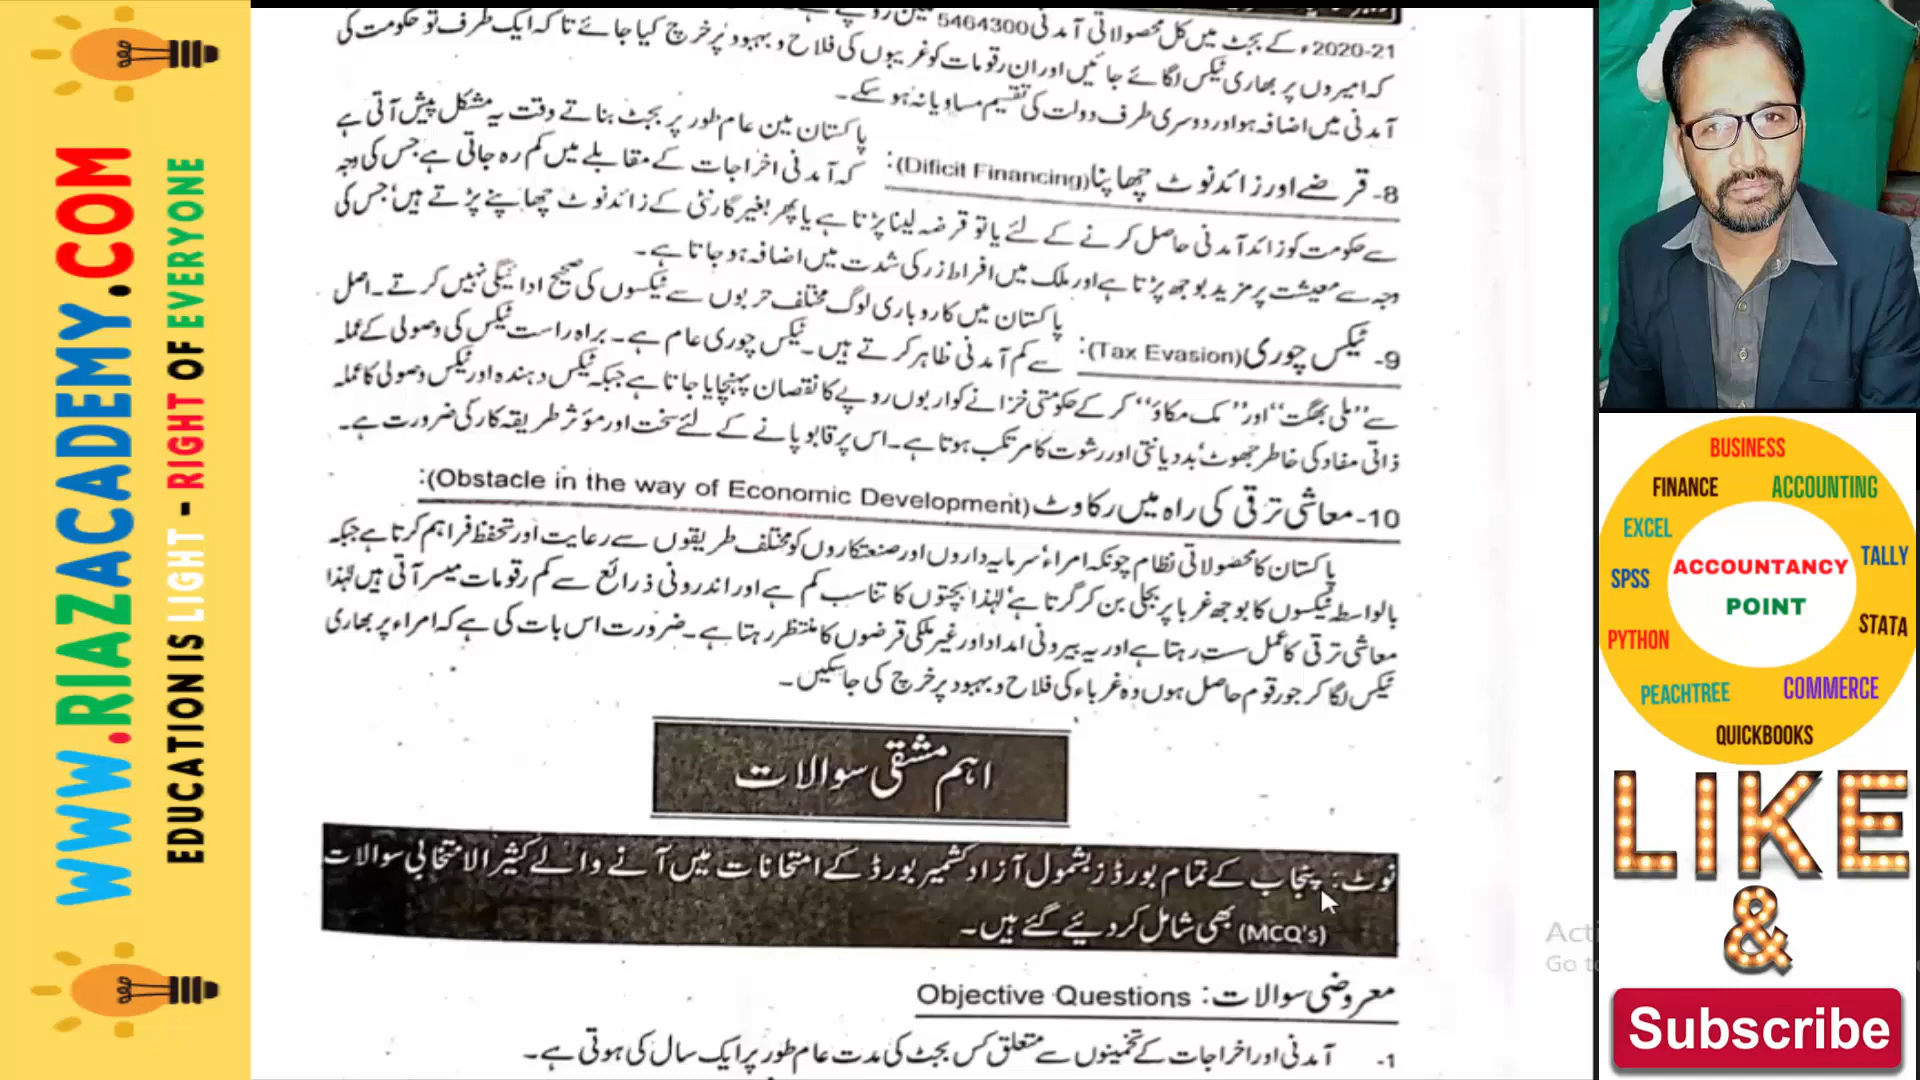 2020-21ء کے بجٹ میں کل محصولاتی آمدنی 5464300
کہ امیروں پر بھاری ٹیکس لگائے جائیں اور ان رقومات کو غریبوں کی فلاح و بہبود پر خرچ کیا جائے تاکہ ایک طرف تو حکومت کی
آمدنی میں اضافہ ہو اور دوسری طرف دولت کی تقسیم مساویانہ ہو سکے۔
8- قرضے اور زائد نوٹ چھاپنا (Dificit Financing):
پاکستان میں عام طور پر بجٹ بناتے وقت یہ مشکل پیش آتی ہے
کہ آمدنی اخراجات کے مقابلے میں کم رہ جاتی ہے جس کی وجہ
سے حکومت کو زائد آمدنی حاصل کرنے کے لئے یا تو قرضہ لینا پڑتا ہے یا پھر بغیر گارنٹی کے زائد نوٹ چھاپنے پڑتے ہیں، جس کی
وجہ سے معیشت پر مزید بوجھ پڑتا ہے اور ملک میں افراط زر کی شدت میں اضافہ ہو جاتا ہے۔
9- ٹیکس چوری (Tax Evasion):
پاکستان میں کاروباری لوگ مختلف حربوں سے ٹیکسوں کی صحیح ادائیگی نہیں کرتے۔ اصل
سے کم آمدنی ظاہر کرتے ہیں۔ ٹیکس چوری عام ہے۔ براہ راست ٹیکس کی وصولی کے عملہ
سے ’’ملی بھگت‘‘ اور ’’مک مکاؤ‘‘ کر کے حکومتی خزانے کو اربوں روپے کا نقصان پہنچایا جاتا ہے جبکہ ٹیکس دہندہ اور ٹیکس وصولی کا عملہ
ذاتی مفاد کی خاطر جھوٹ، بددیانتی اور رشوت کا مرتکب ہوتا ہے۔ اس پر قابو پانے کے لئے سخت اور مؤثر طریقہ کار کی ضرورت ہے۔
10- معاشی ترقی کی راہ میں رکاوٹ (Obstacle in the way of Economic Development):
پاکستان کا محصولاتی نظام چونکہ امراء، سرمایہ داروں اور صنعتکاروں کو مختلف طریقوں سے رعایت اور تحفظ فراہم کرتا ہے جبکہ
بالواسطہ ٹیکسوں کا بوجھ غربا پر بجلی بن کر گرتا ہے، لہٰذا بچتوں کا تناسب کم ہے اور اندرونی ذرائع سے کم رقومات میسر آتی ہیں لہٰذا
معاشی ترقی کا عمل سست رہتا ہے اور یہ بیرونی امداد اور غیر ملکی قرضوں کا منتظر رہتا ہے۔ ضرورت اس بات کی ہے کہ امراء پر بھاری
ٹیکس لگا کر جو رقوم حاصل ہوں وہ غرباء کی فلاح و بہبود پر خرچ کی جا سکیں۔
اہم مشقی سوالات
نوٹ: پنجاب کے تمام بورڈز بشمول آزاد کشمیر بورڈ کے امتحانات میں آنے والے کثیر الانتخابی سوالات
(MCQ's) بھی شامل کر دیئے گئے ہیں۔
معروضی سوالات: Objective Questions
1- آمدنی اور اخراجات کے تخمینوں سے متعلق کس بجٹ کی مدت عام طور پر ایک سال کی ہوتی ہے۔
WWW.RIAZACADEMY.COM
EDUCATION IS LIGHT - RIGHT OF EVERYONE
BUSINESS
FINANCE
ACCOUNTING
EXCEL
TALLY
SPSS
ACCOUNTANCY
POINT
STATA
PYTHON
PEACHTREE
COMMERCE
QUICKBOOKS
LIKE
&
Subscribe
Acti
Go to